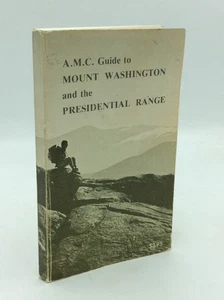 A.M.C. Guide to
MOUNT WASHINGTON
and the
PRESIDENTIAL RANGE